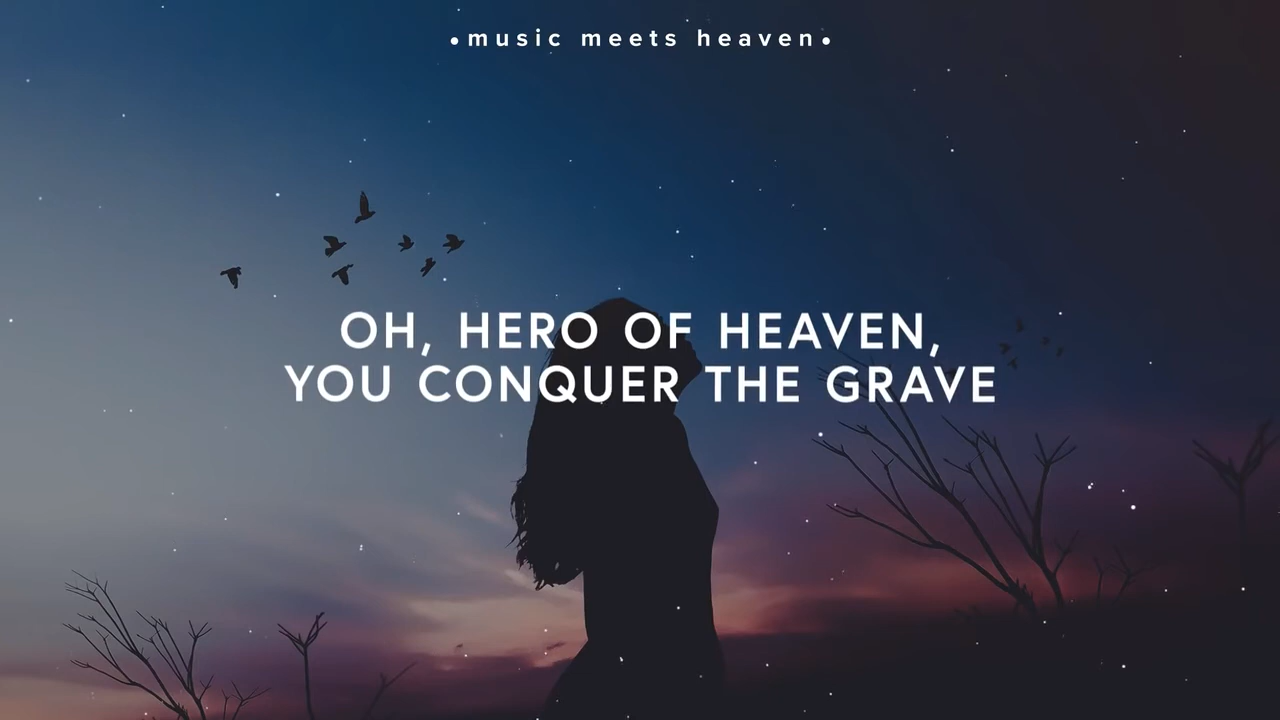 •music meets heaven•
OH, HERO OF HEAVEN,
YOU CONQUER THE GRAVE